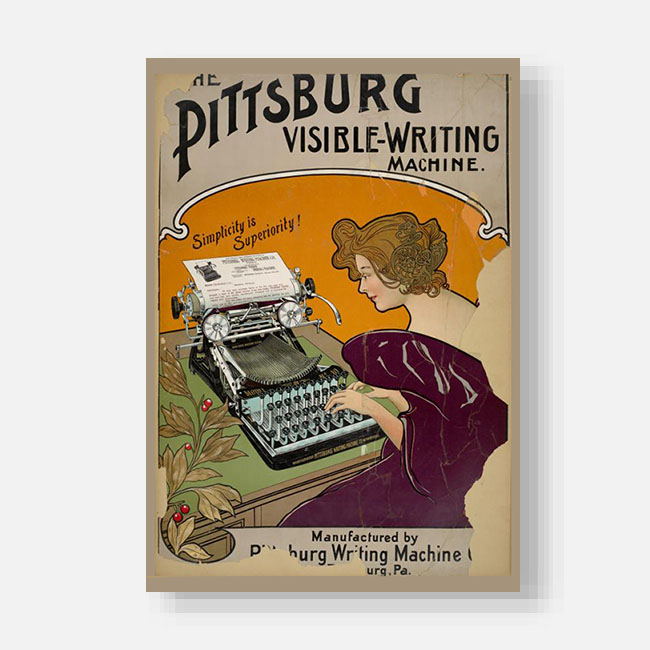 HE
PITTSBURG
VISIBLE-WRITING
MACHINE.
Simplicity is
Superiority!
Manufactured by
burg Writing Machine
urg, Pa.